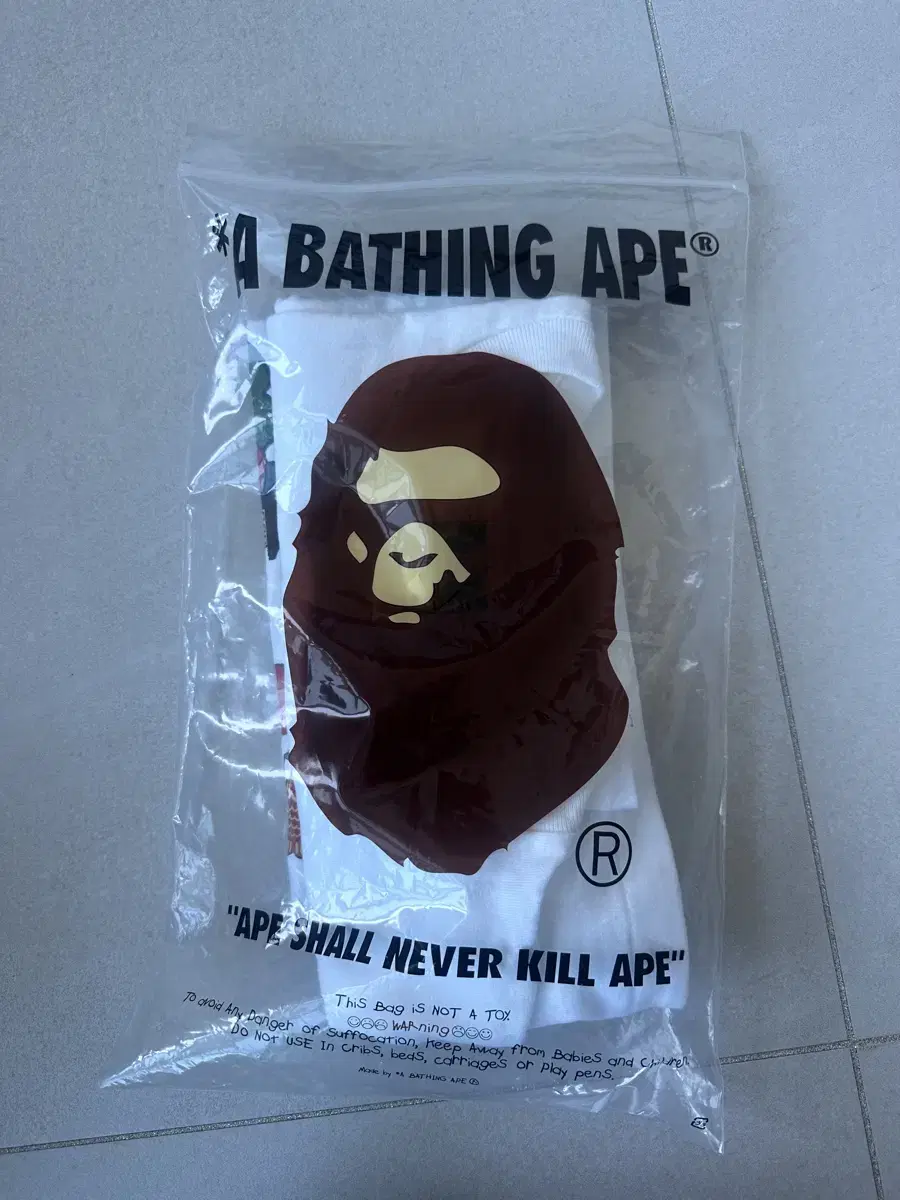 *A BATHING APE®
®
"APE SHALL NEVER KILL APE"
This Bag is NOT A TOY
WARNING
To avoid Any Danger of Suffocation, Keep Away from Babies and Children.
Do Not USE In Cribs, beds, carriages or play pens.
Made by *A BATHING APE®